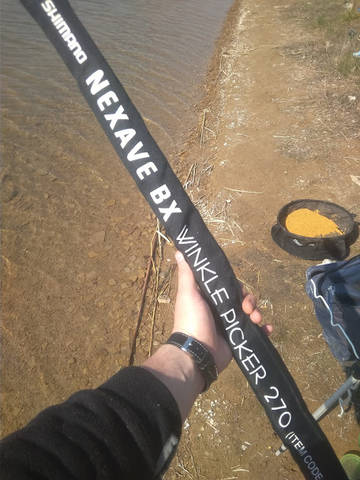 SHIMANO NEXAVE BX WINKLE PICKER 270 (ITEM CODE